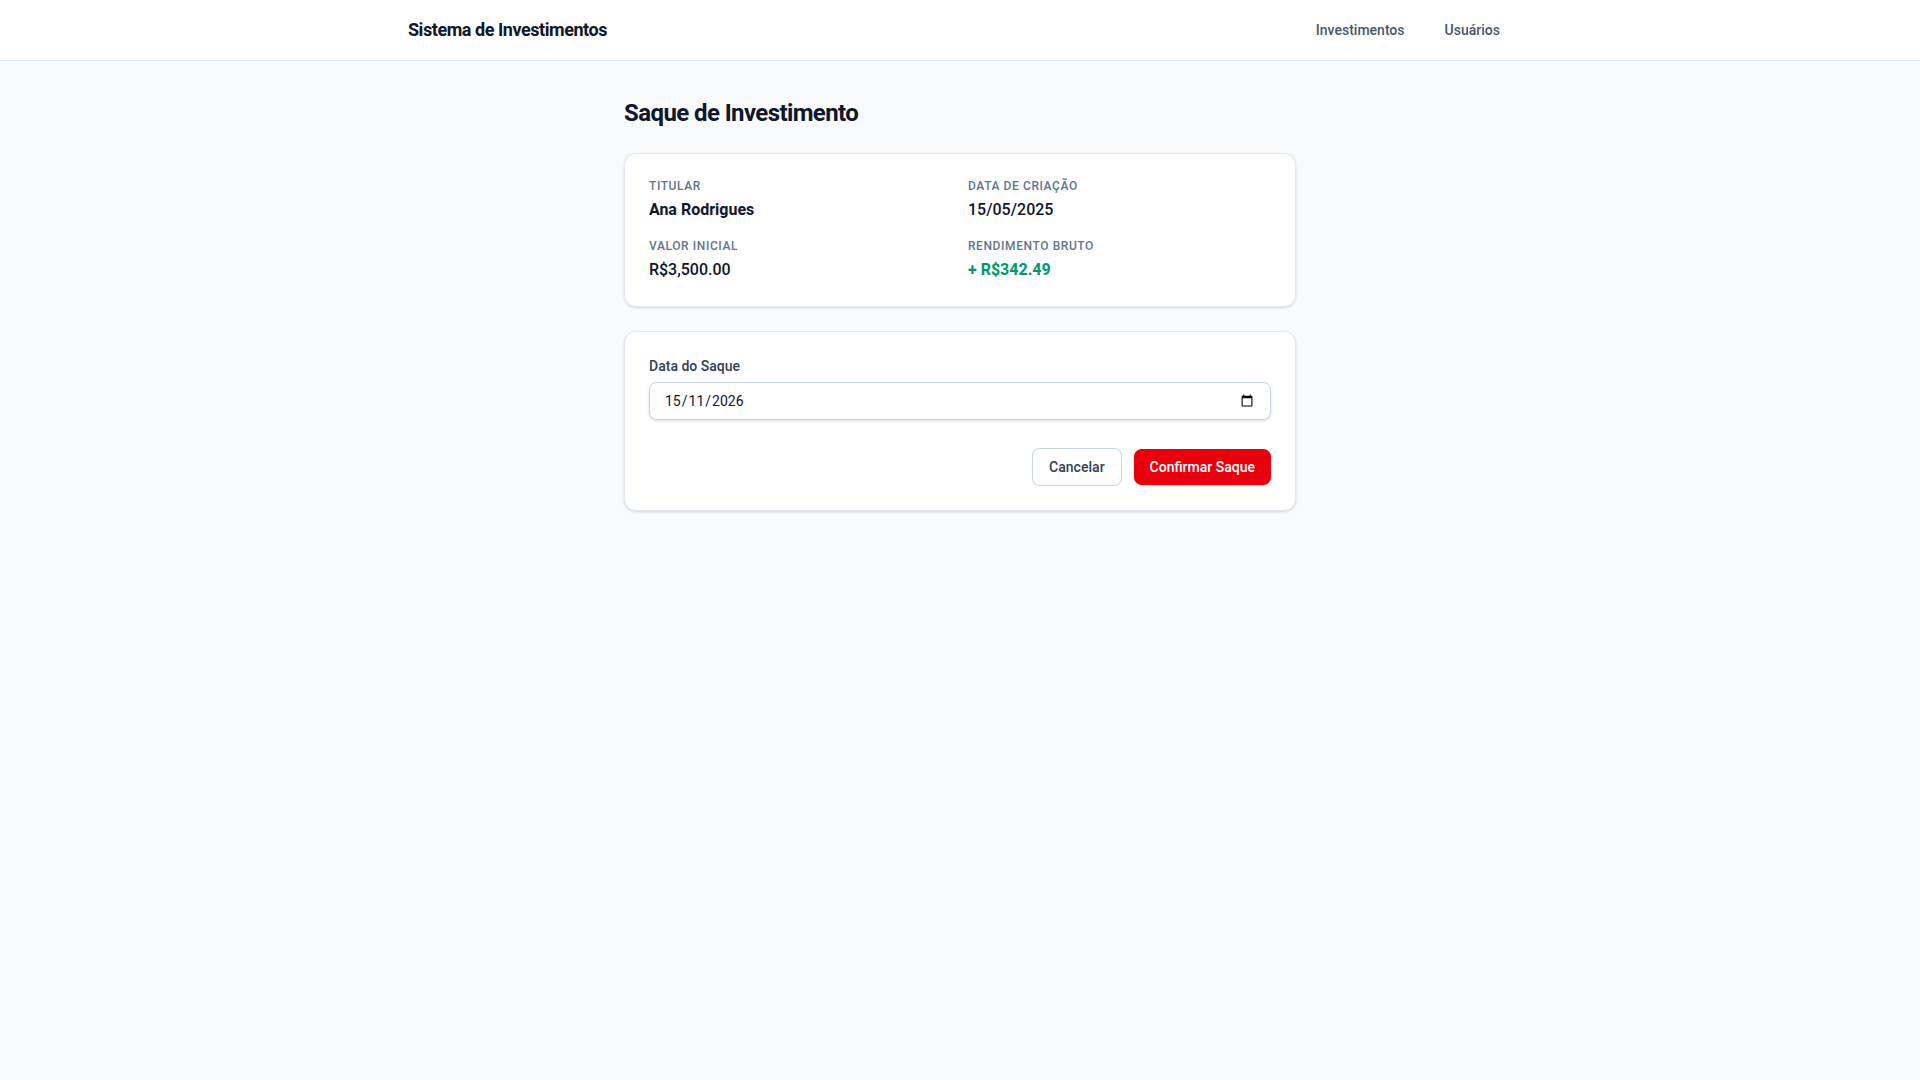 Sistema de Investimentos
Investimentos
Usuários
Saque de Investimento
TITULAR
Ana Rodrigues
DATA DE CRIAÇÃO
15/05/2025
VALOR INICIAL
R$3,500.00
RENDIMENTO BRUTO
+ R$342.49
Data do Saque
15/11/2026
Cancelar
Confirmar Saque